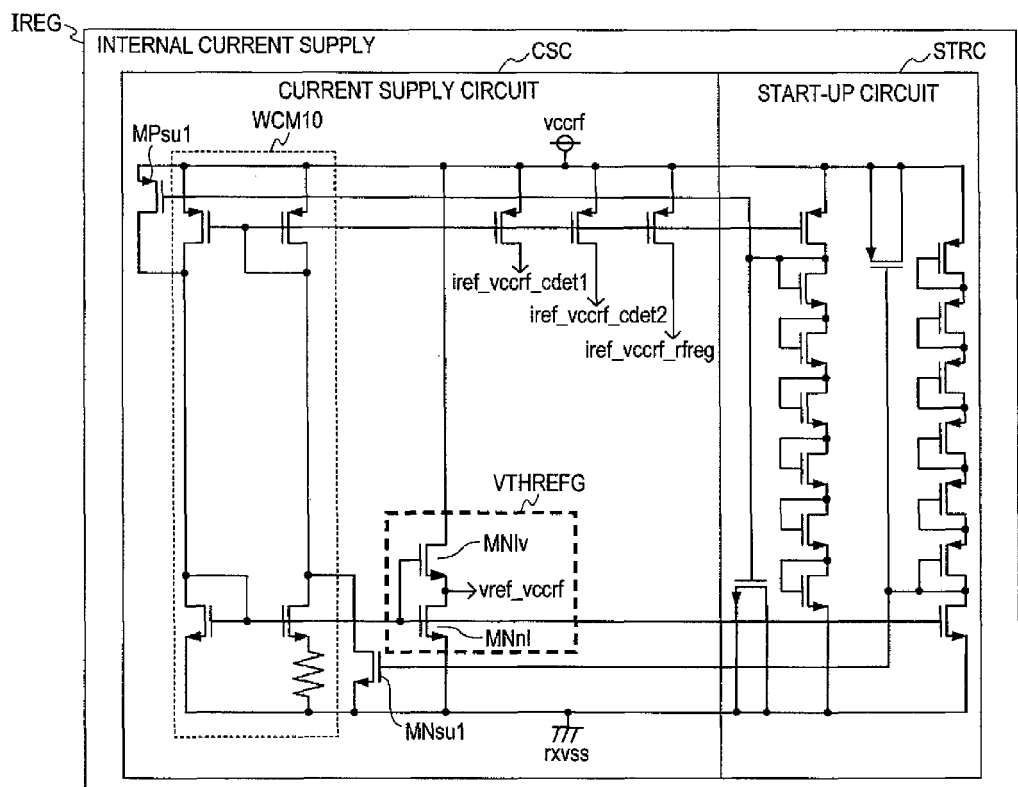 IREG
INTERNAL CURRENT SUPPLY
CSC
STRC
CURRENT SUPPLY CIRCUIT
START-UP CIRCUIT
WCM10
MPsu1
vccrf
iref_vccrf_cdet1
iref_vccrf_cdet2
iref_vccrf_rfreg
VTHREFG
MNlv
vref_vccrf
MNnl
MNsu1
rxvss